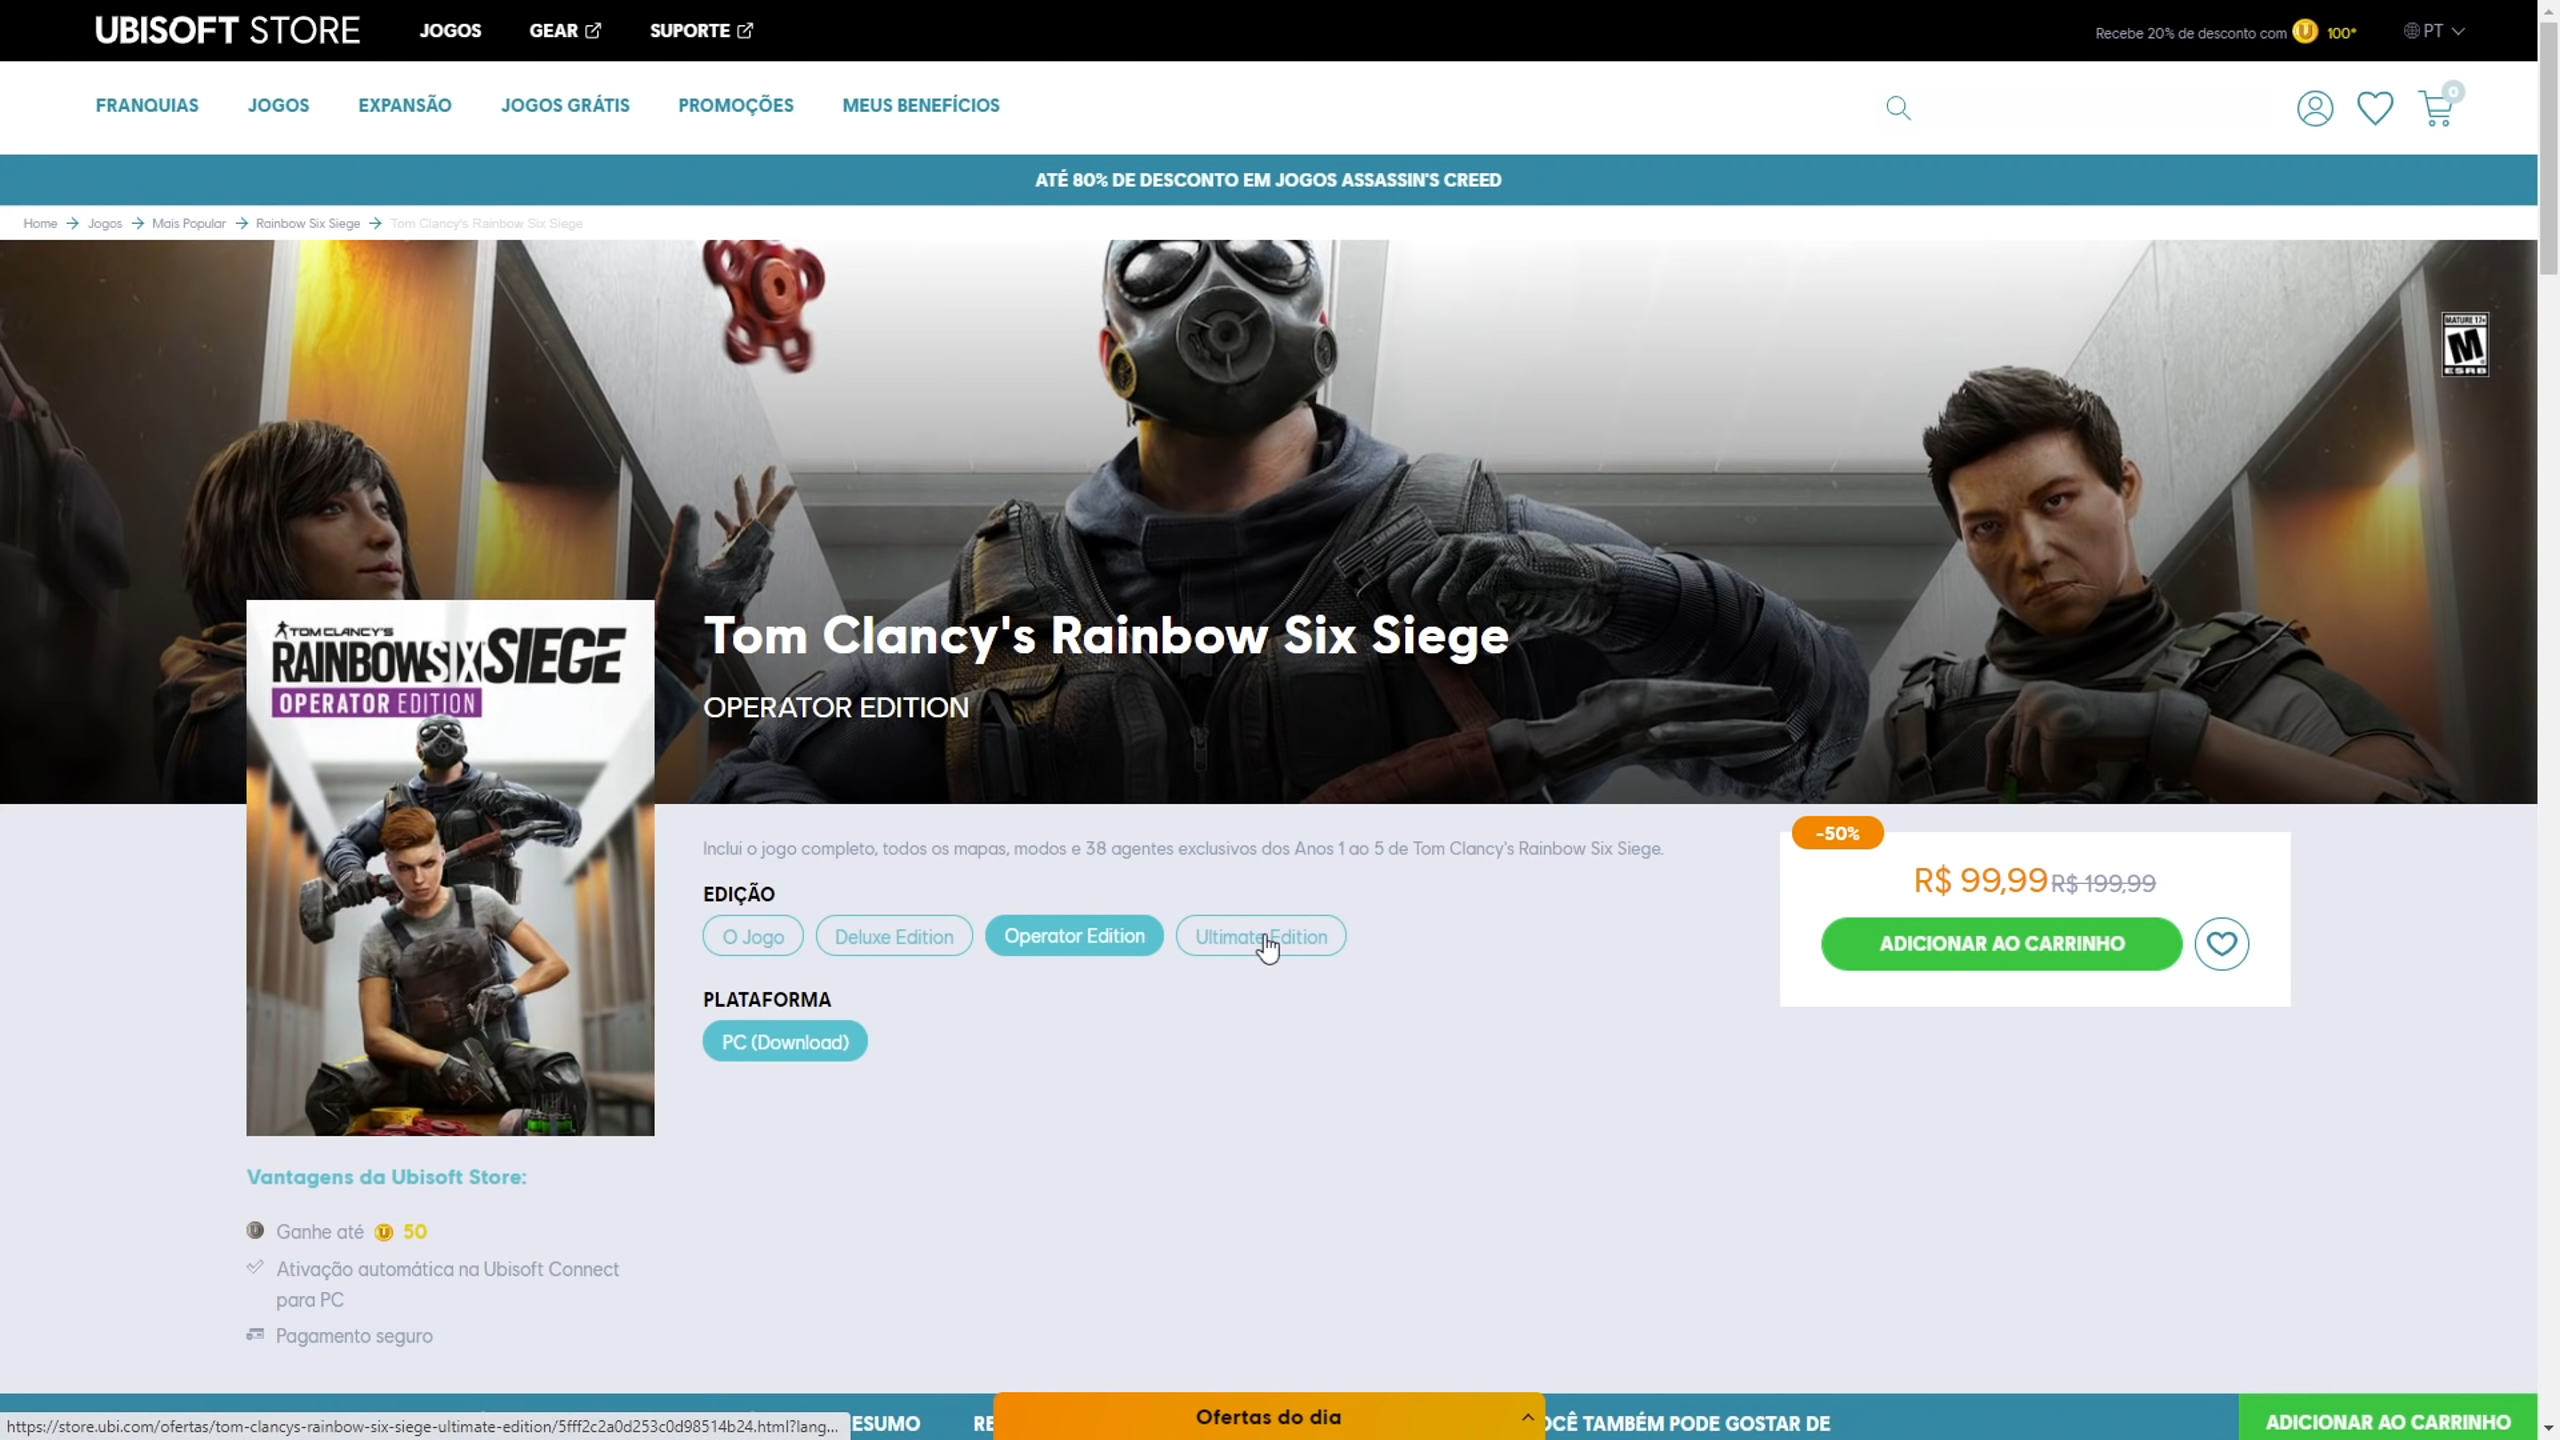 UBISOFT STORE
JOGOS
GEAR
SUPORTE
Recebe 20% de desconto com 100*
PT
FRANQUIAS
JOGOS
EXPANSÃO
JOGOS GRÁTIS
PROMOÇÕES
MEUS BENEFÍCIOS
0
ATÉ 80% DE DESCONTO EM JOGOS ASSASSIN'S CREED
Home
Jogos
Mais Popular
Rainbow Six Siege
Tom Clancy's Rainbow Six Siege
MATURE 17+
M
ESRB
TOM CLANCY'S
RAINBOWSIXSIEGE
OPERATOR EDITION
Tom Clancy's Rainbow Six Siege
OPERATOR EDITION
Inclui o jogo completo, todos os mapas, modos e 38 agentes exclusivos dos Anos 1 ao 5 de Tom Clancy's Rainbow Six Siege.
EDIÇÃO
O Jogo
Deluxe Edition
Operator Edition
Ultimate Edition
PLATAFORMA
PC (Download)
-50%
R$ 99,99 R$ 199,99
ADICIONAR AO CARRINHO
Vantagens da Ubisoft Store:
Ganhe até 50
Ativação automática na Ubisoft Connect
para PC
Pagamento seguro
https://store.ubi.com/ofertas/tom-clancys-rainbow-six-siege-ultimate-edition/5fff2c2a0d253c0d98514b24.html?lang...
ESUMO
RE
Ofertas do dia
OCÊ TAMBÉM PODE GOSTAR DE
ADICIONAR AO CARRINHO